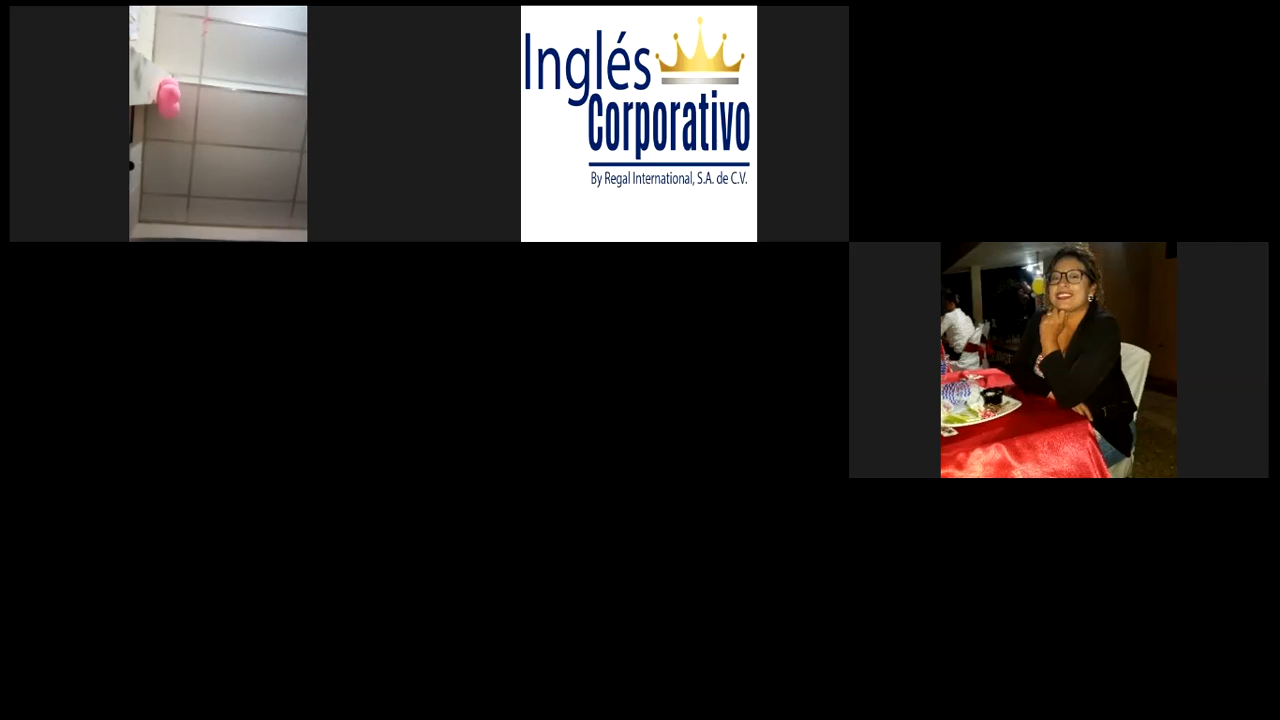 Inglés
Corporativo
By Regal International, S.A. de C.V.